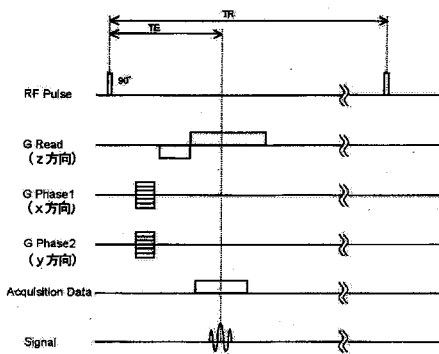 TR
TE
90°
RF Pulse
G Read
(z方向)
G Phase1
(x方向)
G Phase2
(y方向)
Acquisition Data
Signal